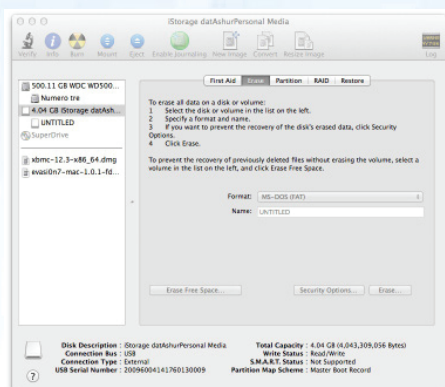 iStorage datAshurPersonal Media
Verify Info Burn Mount Eject Enable Journaling New Image Convert Resize Image Log
500.11 GB WDC WD500...
Numero tre
4.04 GB iStorage datAsh...
UNTITLED
SuperDrive
xbmc-12.3-x86_64.dmg
evasi0n7-mac-1.0.1-fd...
First Aid Erase Partition RAID Restore
To erase all data on a disk or volume:
1 Select the disk or volume in the list on the left.
2 Specify a format and name.
3 If you want to prevent the recovery of the disk's erased data, click Security
Options.
4 Click Erase.
To prevent the recovery of previously deleted files without erasing the volume, select a
volume in the list on the left, and click Erase Free Space.
Format: MS-DOS (FAT)
Name: UNTITLED
Erase Free Space... Security Options... Erase...
Disk Description : iStorage datAshurPersonal Media Total Capacity : 4.04 GB (4,043,309,056 Bytes)
Connection Bus : USB Write Status : Read/Write
Connection Type : External S.M.A.R.T. Status : Not Supported
USB Serial Number : 20096004141760130009 Partition Map Scheme : Master Boot Record
?